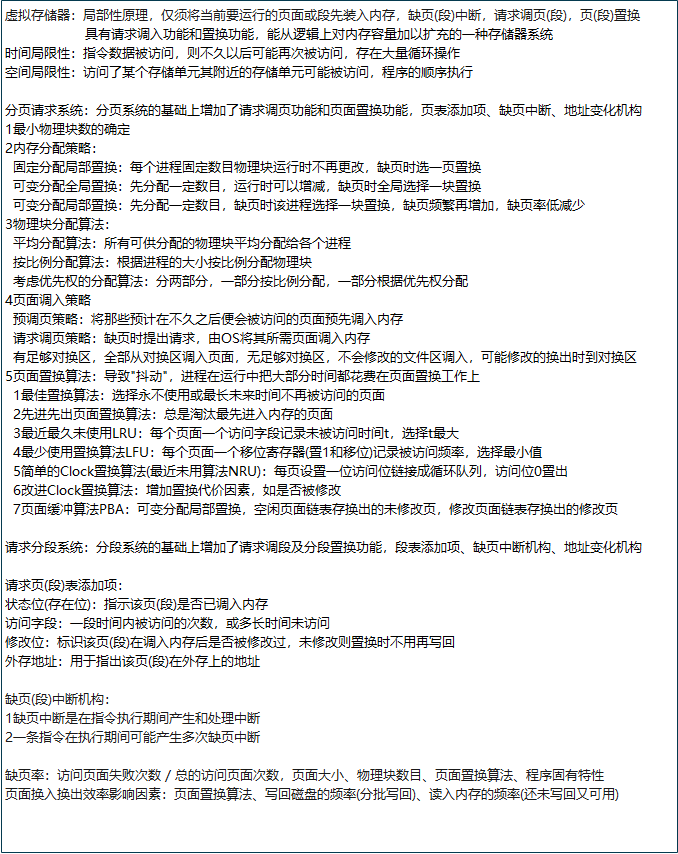 虚拟存储器：局部性原理，仅须将当前要运行的页面或段先装入内存，缺页(段)中断，请求调页(段)，页(段)置换
具有请求调入功能和置换功能，能从逻辑上对内存容量加以扩充的一种存储器系统
时间局限性：指令数据被访问，则不久以后可能再次被访问，存在大量循环操作
空间局限性：访问了某个存储单元其附近的存储单元可能被访问，程序的顺序执行
分页请求系统：分页系统的基础上增加了请求调页功能和页面置换功能，页表添加项、缺页中断、地址变化机构
1最小物理块数的确定
2内存分配策略：
固定分配局部置换：每个进程固定数目物理块运行时不再更改，缺页时选一页置换
可变分配全局置换：先分配一定数目，运行时可以增减，缺页时全局选择一块置换
可变分配局部置换：先分配一定数目，缺页时该进程选择一块置换，缺页频繁再增加，缺页率低减少
3物理块分配算法：
平均分配算法：所有可供分配的物理块平均分配给各个进程
按比例分配算法：根据进程的大小按比例分配物理块
考虑优先权的分配算法：分两部分，一部分按比例分配，一部分根据优先权分配
4页面调入策略
预调页策略：将那些预计在不久之后便会被访问的页面预先调入内存
请求调页策略：缺页时提出请求，由OS将其所需页面调入内存
有足够对换区，全部从对换区调入页面，无足够对换区，不会修改的文件区调入，可能修改的换出时到对换区
5页面置换算法：导致"抖动"，进程在运行中把大部分时间都花费在页面置换工作上
1最佳置换算法：选择永不使用或最长未来时间不再被访问的页面
2先进先出页面置换算法：总是淘汰最先进入内存的页面
3最近最久未使用LRU：每个页面一个访问字段记录未被访问时间t，选择t最大
4最少使用置换算法LFU：每个页面一个移位寄存器(置1和移位)记录被访问频率，选择最小值
5简单的Clock置换算法(最近未用算法NRU)：每页设置一位访问位链接成循环队列，访问位0置出
6改进Clock置换算法：增加置换代价因素，如是否被修改
7页面缓冲算法PBA：可变分配局部置换，空闲页面链表存换出的未修改页，修改页面链表存换出的修改页
请求分段系统：分段系统的基础上增加了请求调段及分段置换功能，段表添加项、缺页中断机构、地址变化机构
请求页(段)表添加项：
状态位(存在位)：指示该页(段)是否已调入内存
访问字段：一段时间内被访问的次数，或多长时间未访问
修改位：标识该页(段)在调入内存后是否被修改过，未修改则置换时不用再写回
外存地址：用于指出该页(段)在外存上的地址
缺页(段)中断机构：
1缺页中断是在指令执行期间产生和处理中断
2一条指令在执行期间可能产生多次缺页中断
缺页率：访问页面失败次数 / 总的访问页面次数，页面大小、物理块数目、页面置换算法、程序固有特性
页面换入换出效率影响因素：页面置换算法、写回磁盘的频率(分批写回)、读入内存的频率(还未写回又可用)